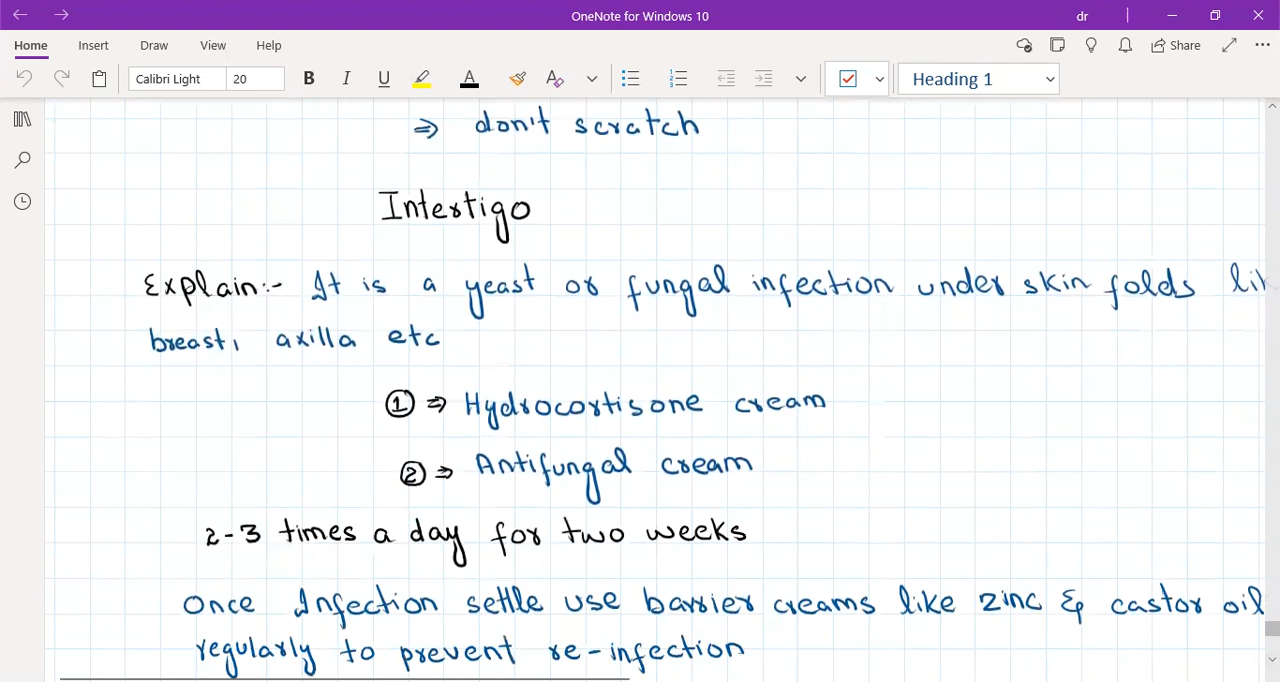 OneNote for Windows 10
dr
Home Insert Draw View Help
Share
Calibri Light 20 B I U A A Heading 1
⇒ don't scratch
Intertigo
Explain:- It is a yeast or fungal infection under skin folds lik
breast, axilla etc
① ⇒ Hydrocortisone cream
② ⇒ Antifungal cream
2-3 times a day for two weeks
Once Infection settle use barrier creams like zinc & castor oil
regularly to prevent re-infection